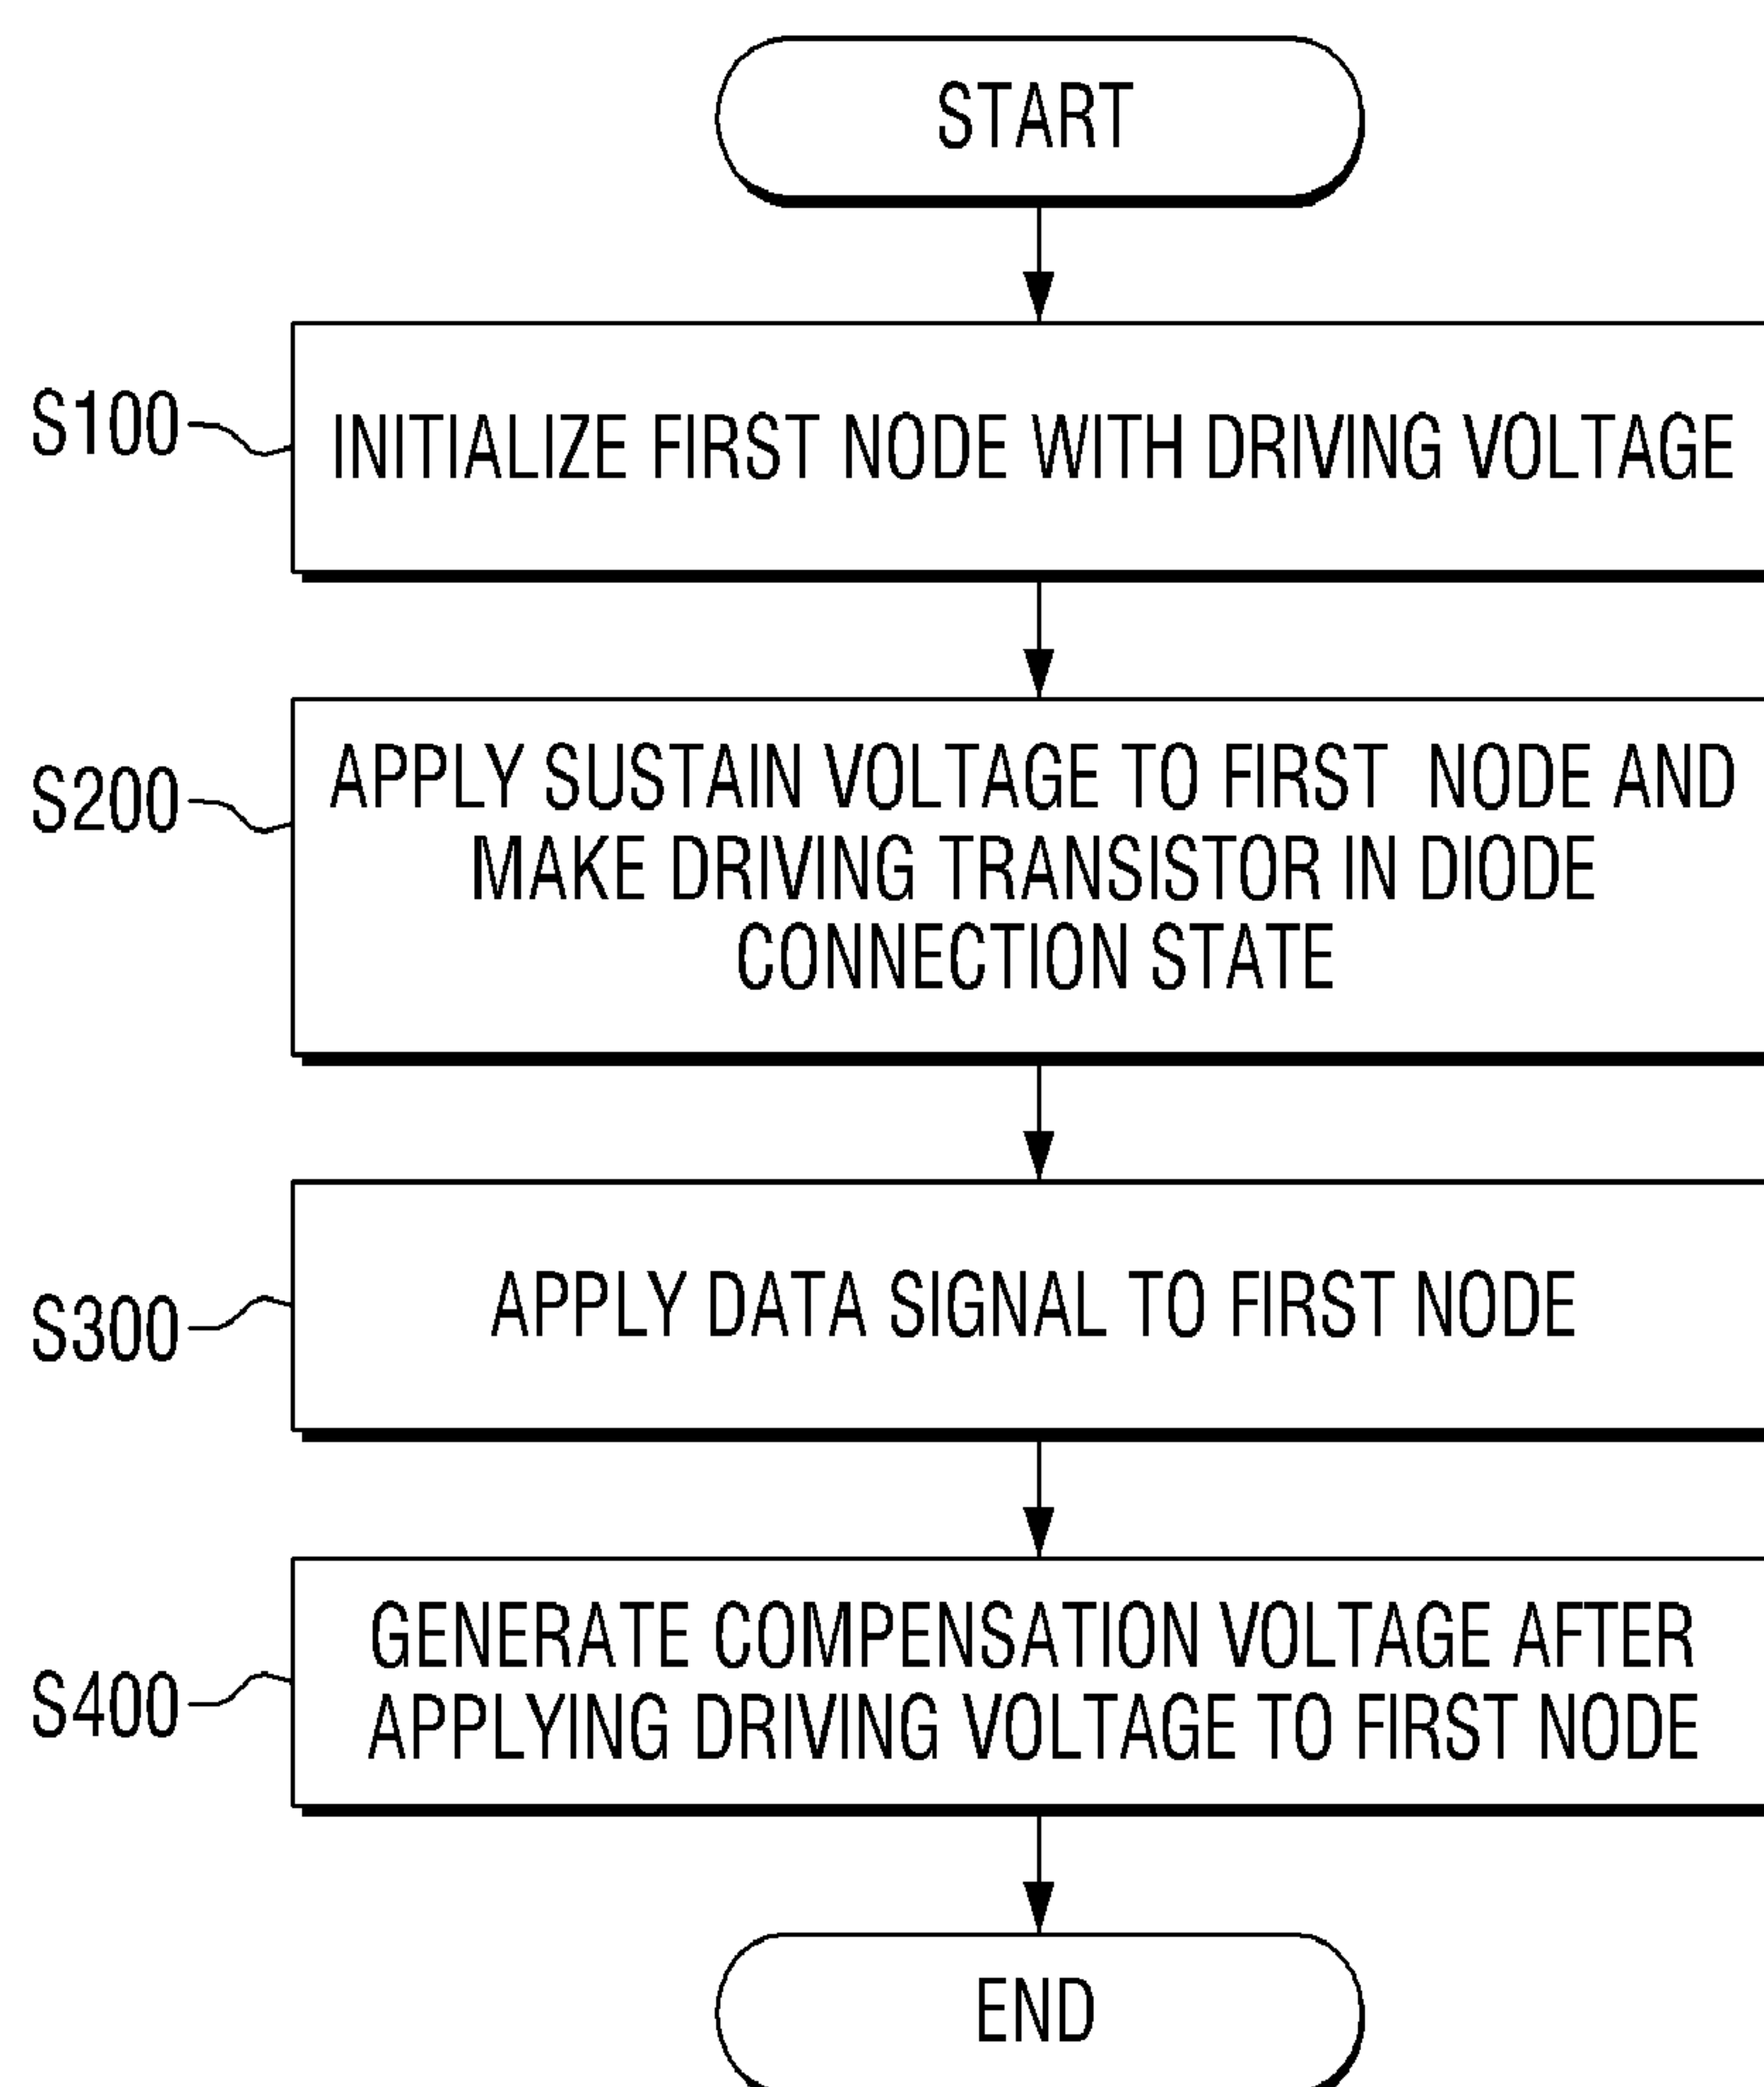 START
S100
INITIALIZE FIRST NODE WITH DRIVING VOLTAGE
S200
APPLY SUSTAIN VOLTAGE TO FIRST NODE AND
MAKE DRIVING TRANSISTOR IN DIODE
CONNECTION STATE
S300
APPLY DATA SIGNAL TO FIRST NODE
S400
GENERATE COMPENSATION VOLTAGE AFTER
APPLYING DRIVING VOLTAGE TO FIRST NODE
END